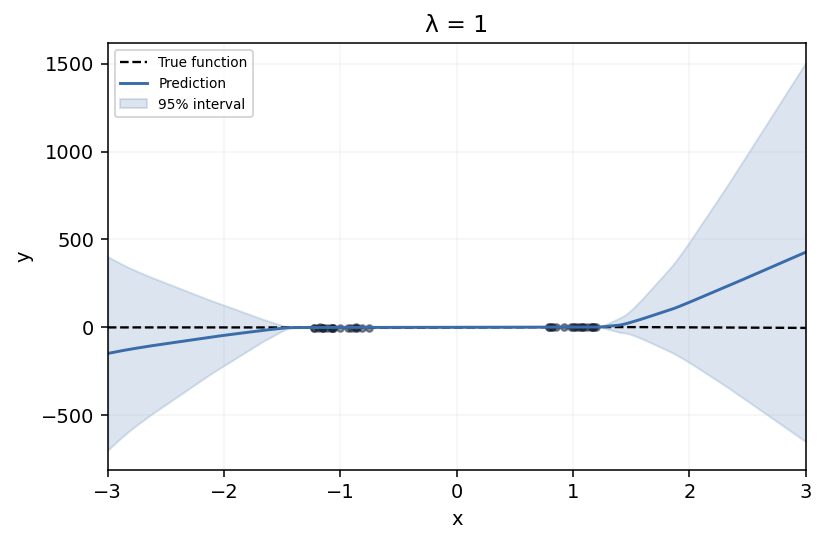 λ = 1
True function
Prediction
95% interval
1500
1000
500
0
−500
y
−3
−2
−1
0
1
2
3
x